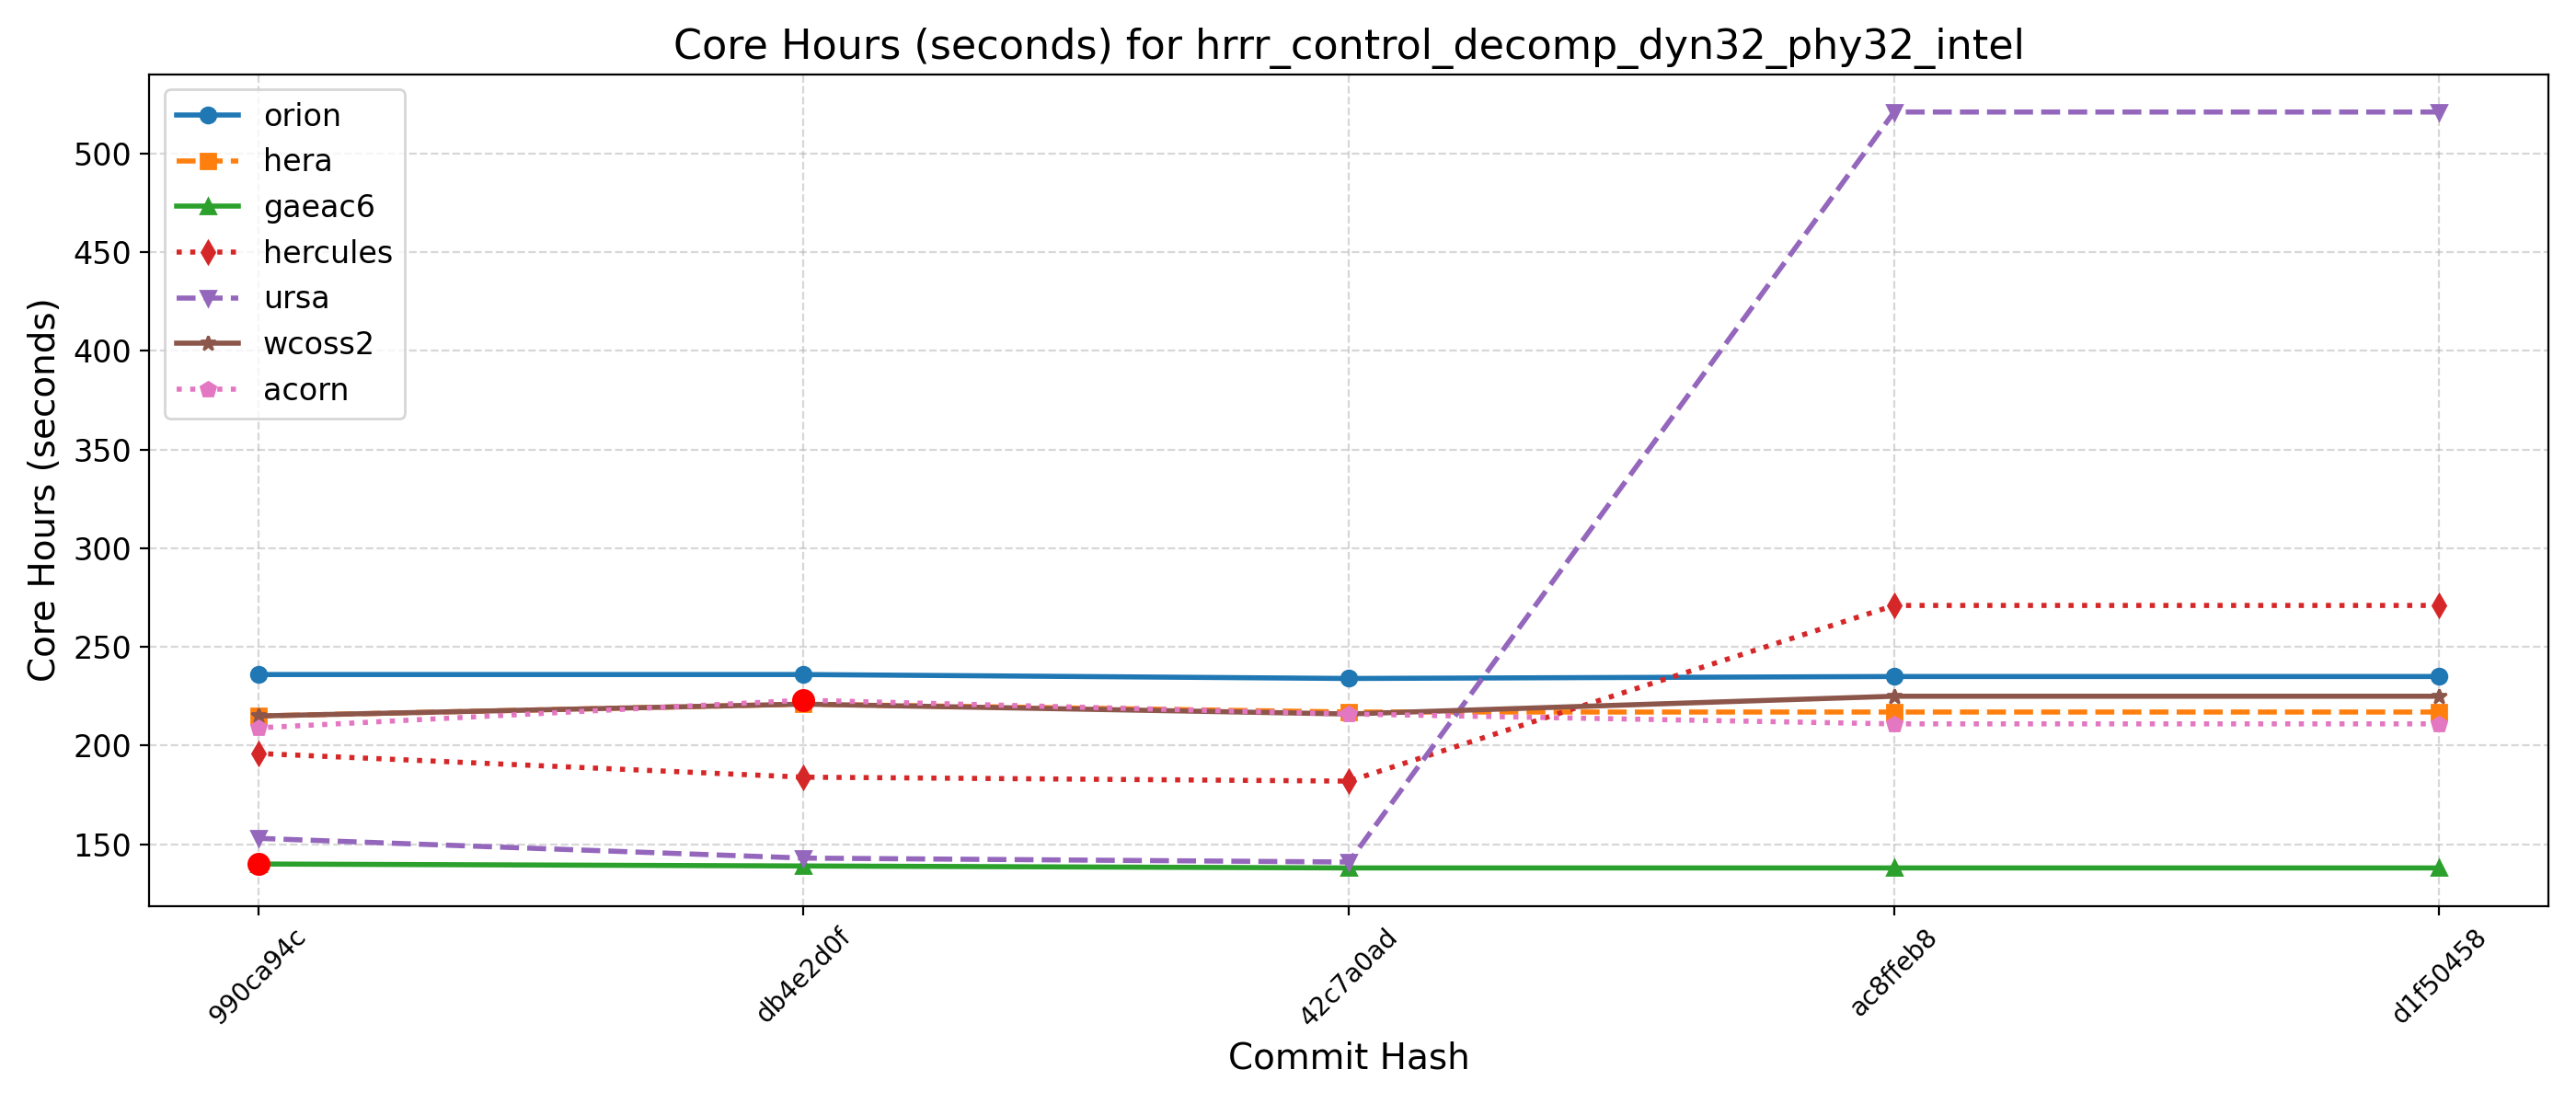 Core Hours (seconds) for hrrr_control_decomp_dyn32_phy32_intel
orion
hera
gaeac6
hercules
ursa
wcoss2
acorn
Core Hours (seconds)
500
450
400
350
300
250
200
150
990ca94c
db4e2d0f
42c7a0ad
ac8ffeb8
d1f50458
Commit Hash